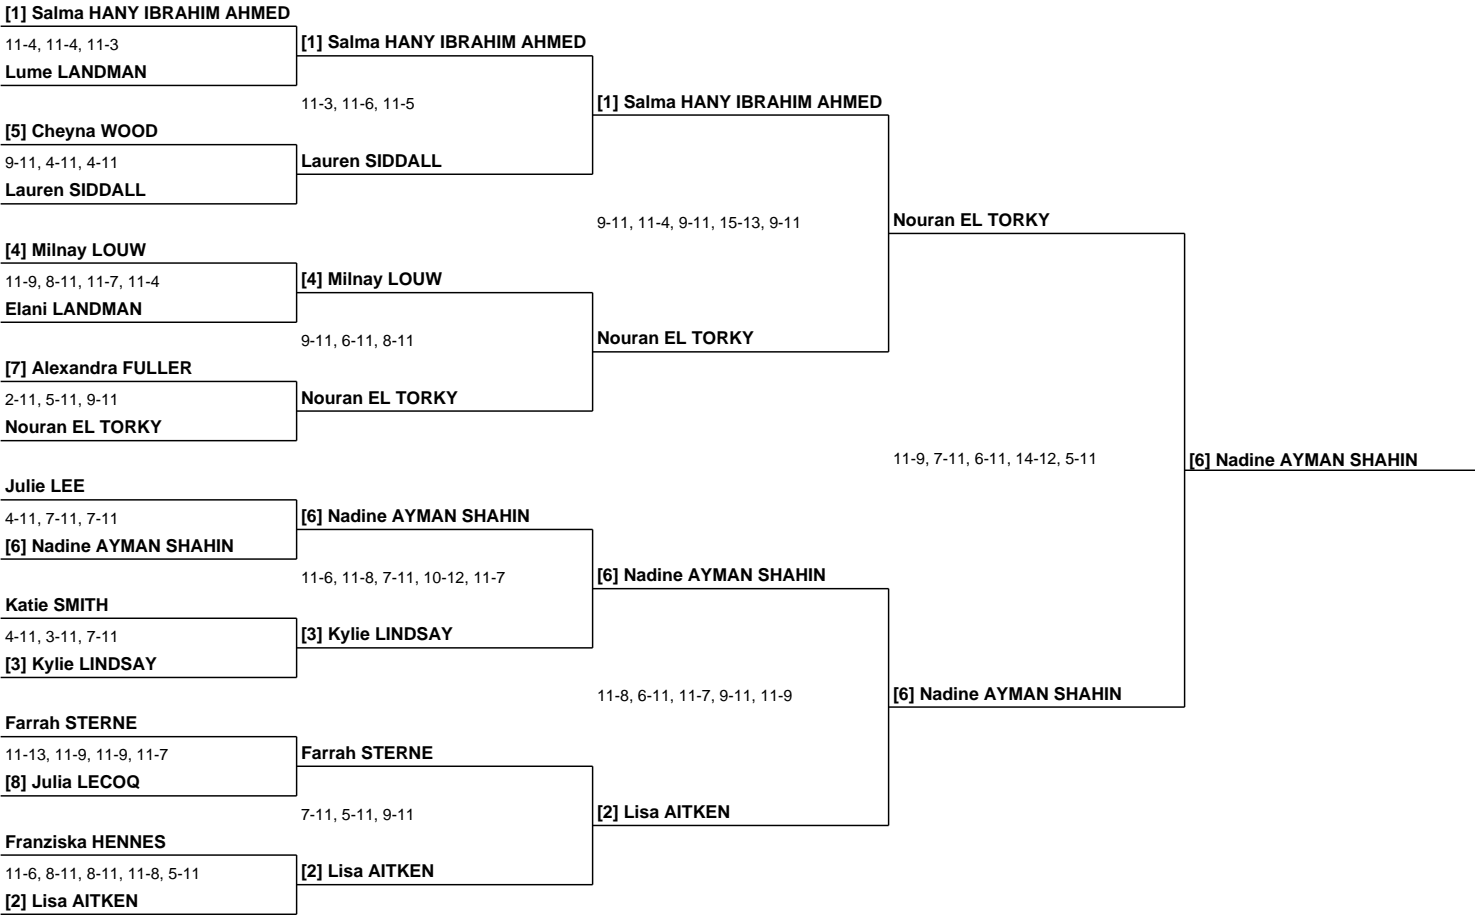 [1] Salma HANY IBRAHIM AHMED
11-4, 11-4, 11-3
Lume LANDMAN
[5] Cheyna WOOD
9-11, 4-11, 4-11
Lauren SIDDALL
[4] Milnay LOUW
11-9, 8-11, 11-7, 11-4
Elani LANDMAN
[7] Alexandra FULLER
2-11, 5-11, 9-11
Nouran EL TORKY
Julie LEE
4-11, 7-11, 7-11
[6] Nadine AYMAN SHAHIN
Katie SMITH
4-11, 3-11, 7-11
[3] Kylie LINDSAY
Farrah STERNE
11-13, 11-9, 11-9, 11-7
[8] Julia LECOQ
Franziska HENNES
11-6, 8-11, 8-11, 11-8, 5-11
[2] Lisa AITKEN
[1] Salma HANY IBRAHIM AHMED
11-3, 11-6, 11-5
Lauren SIDDALL
[4] Milnay LOUW
9-11, 6-11, 8-11
Nouran EL TORKY
[6] Nadine AYMAN SHAHIN
11-6, 11-8, 7-11, 10-12, 11-7
[3] Kylie LINDSAY
Farrah STERNE
7-11, 5-11, 9-11
[2] Lisa AITKEN
[1] Salma HANY IBRAHIM AHMED
9-11, 11-4, 9-11, 15-13, 9-11
Nouran EL TORKY
[6] Nadine AYMAN SHAHIN
11-8, 6-11, 11-7, 9-11, 11-9
[2] Lisa AITKEN
Nouran EL TORKY
11-9, 7-11, 6-11, 14-12, 5-11
[6] Nadine AYMAN SHAHIN
[6] Nadine AYMAN SHAHIN